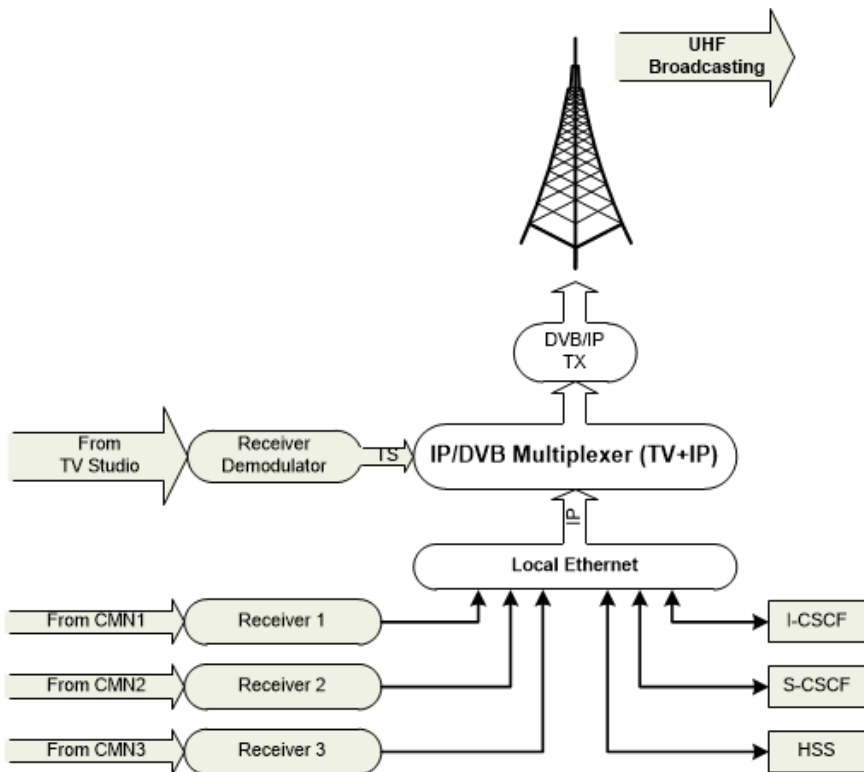 UHF
Broadcasting
DVB/IP
TX
From
TV Studio
Receiver
Demodulator
TS
IP/DVB Multiplexer (TV+IP)
IP
Local Ethernet
From CMN1
Receiver 1
I-CSCF
From CMN2
Receiver 2
S-CSCF
From CMN3
Receiver 3
HSS